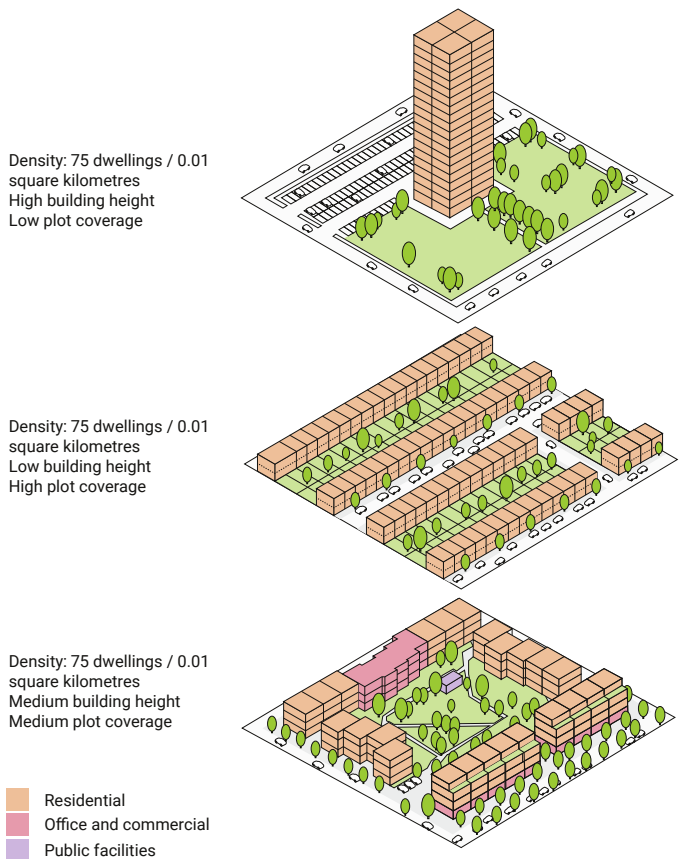 Density: 75 dwellings / 0.01
square kilometres
High building height
Low plot coverage
Density: 75 dwellings / 0.01
square kilometres
Low building height
High plot coverage
Density: 75 dwellings / 0.01
square kilometres
Medium building height
Medium plot coverage
Residential
Office and commercial
Public facilities